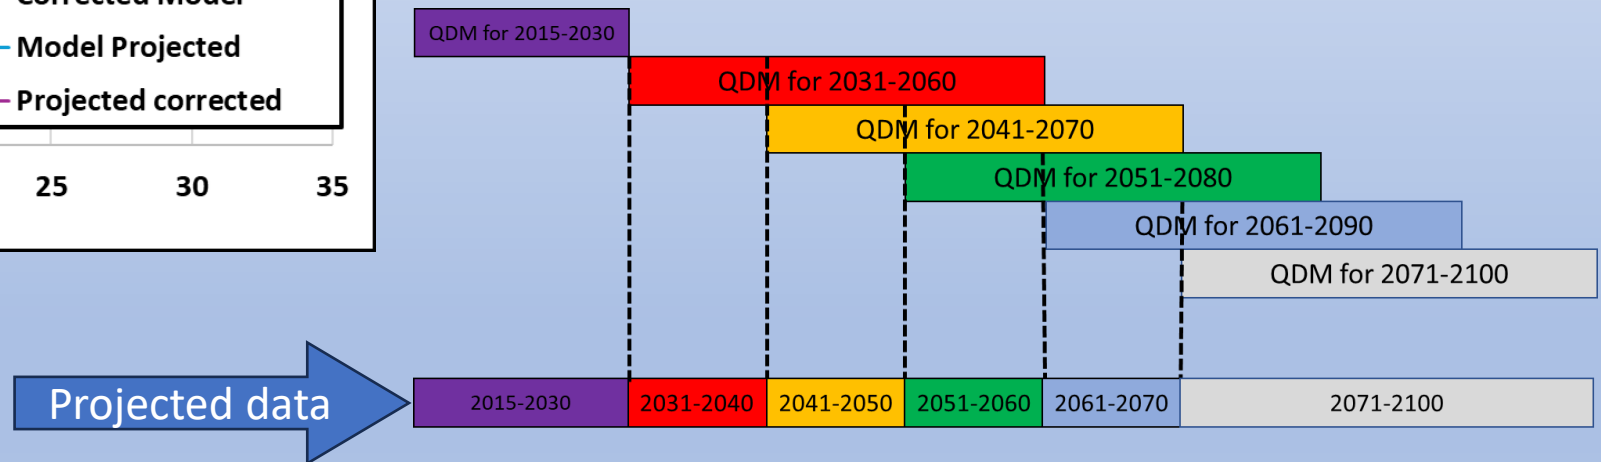 Corrected Model
Model Projected
Projected corrected
25 30 35
QDM for 2015-2030
QDM for 2031-2060
QDM for 2041-2070
QDM for 2051-2080
QDM for 2061-2090
QDM for 2071-2100
Projected data
2015-2030 2031-2040 2041-2050 2051-2060 2061-2070 2071-2100